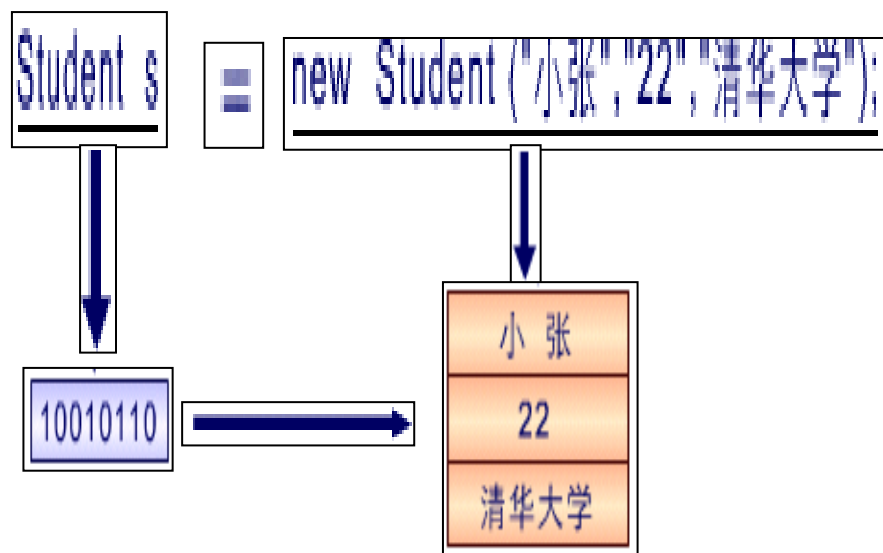 Student s = new Student("小张","22","清华大学");
小 张
22
10010110
清华大学